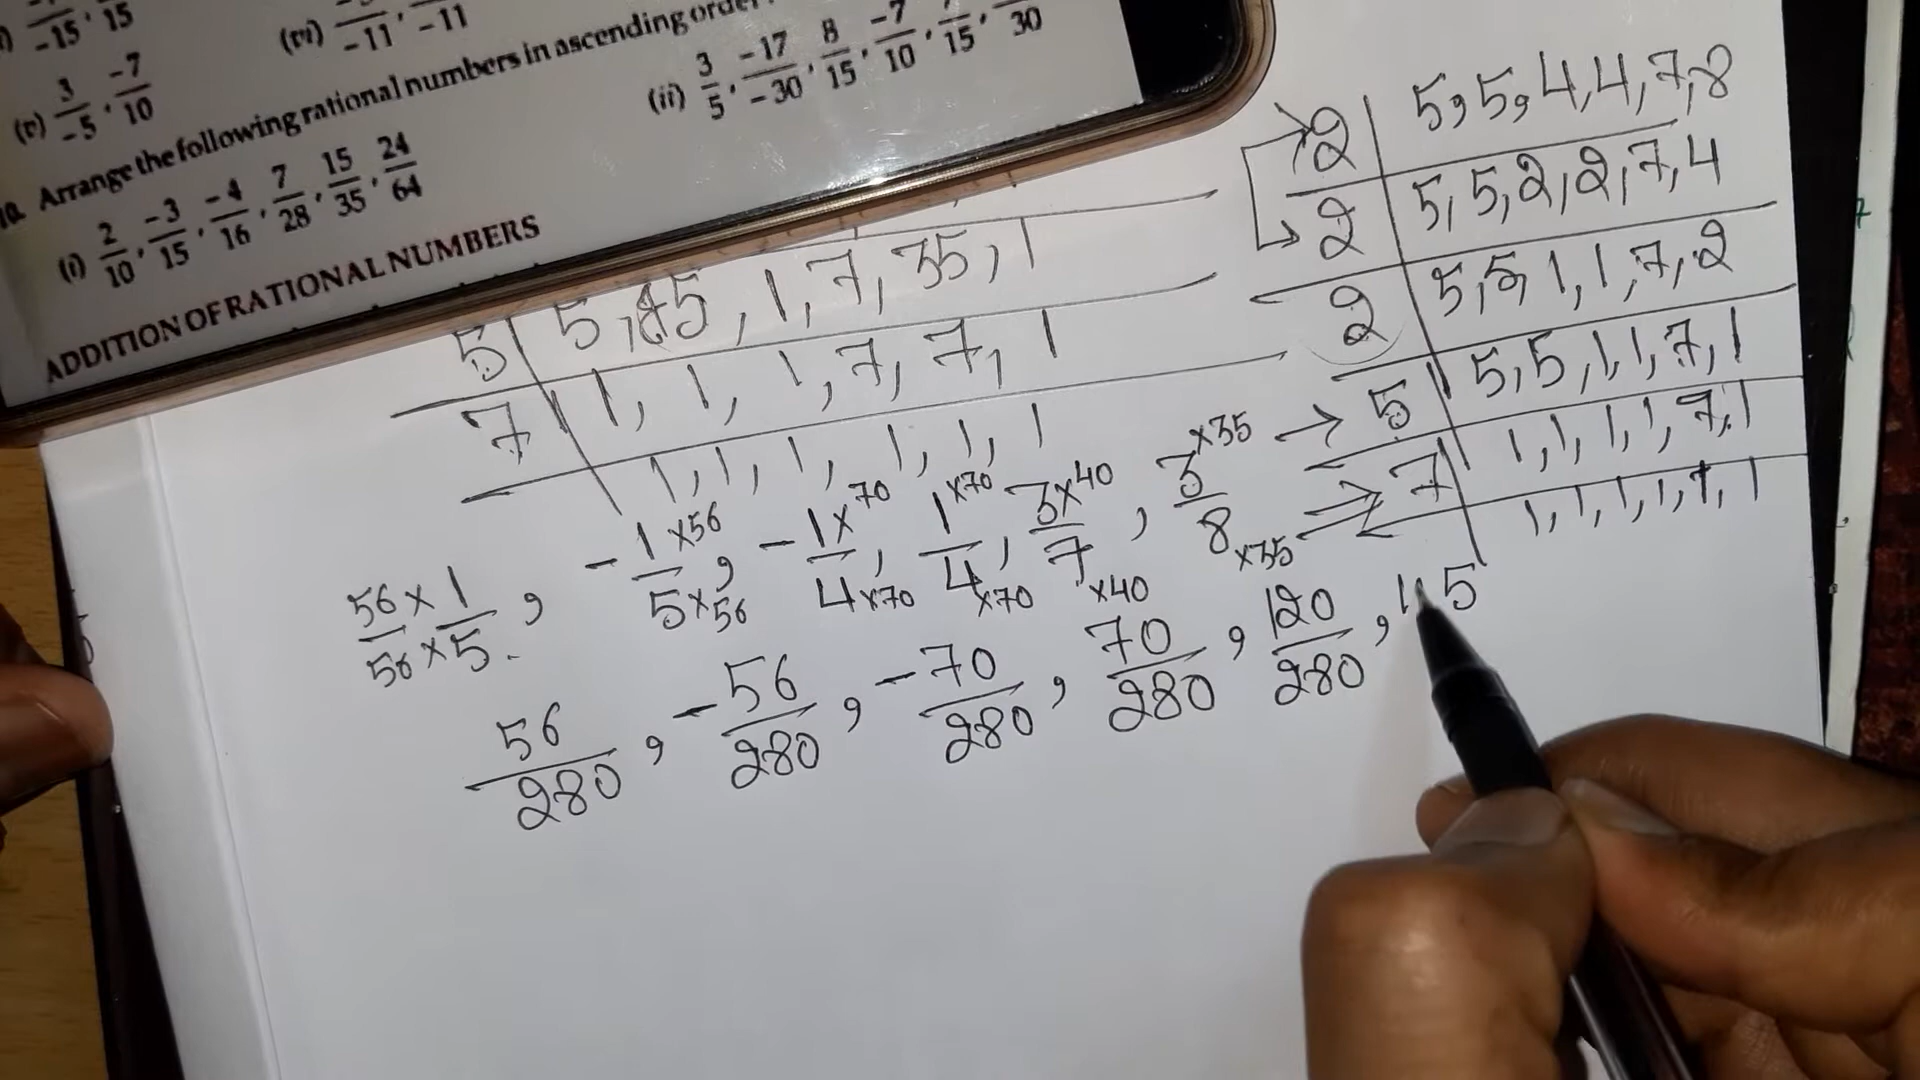 -15 , 15
(vi) -11 , -11
(v) 3/-5 , -7/10
10. Arrange the following rational numbers in ascending order
(i) 2/10 , -3/15 , -4/16 , 7/28 , 15/35 , 24/64
(ii) 3/5 , -17/-30 , 8/15 , -7/10 , 7/15 , 30
ADDITION OF RATIONAL NUMBERS
5 | 5, 5, 1, 7, 35, 1
7 | 1, 1, 1, 7, 7, 1
1, 1, 1, 1, 1, 1
2 | 5, 5, 4, 4, 7, 8
2 | 5, 5, 2, 2, 7, 4
2 | 5, 5, 1, 1, 7, 2
5 | 5, 5, 1, 1, 7, 1
7 | 1, 1, 1, 1, 7, 1
1, 1, 1, 1, 1, 1
56 × 1 / 56 × 5 , - 1 ×56 / 5 ×56 , - 1 × 70 / 4 ×70 , 1 ×70 / 4 ×70 , 3 × 40 / 7 ×40 , 3 ×35 / 8 ×35
56/280 , -56/280 , -70/280 , 70/280 , 120/280 , 1 5